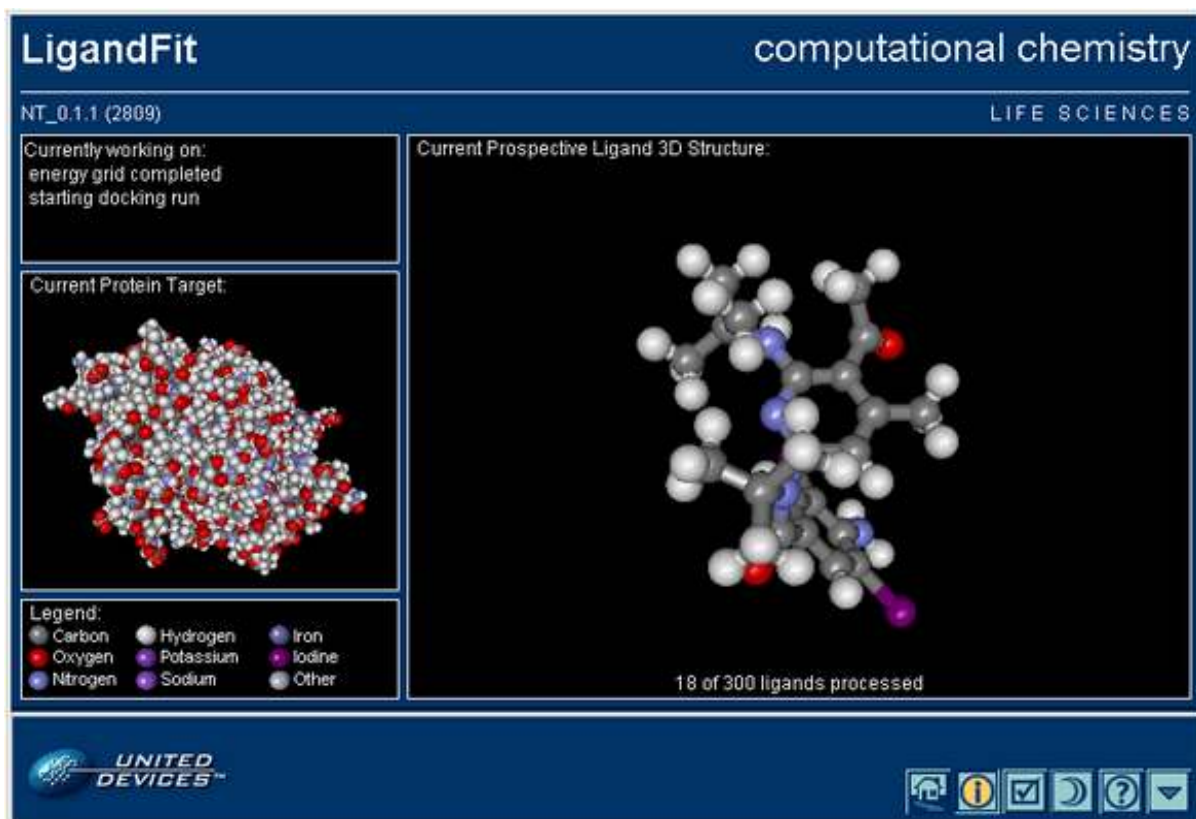 LigandFit
computational chemistry
NT_0.1.1 (2809)
LIFE SCIENCES
Currently working on:
energy grid completed
starting docking run
Current Protein Target:
Legend:
Carbon Hydrogen Iron
Oxygen Potassium Iodine
Nitrogen Sodium Other
Current Prospective Ligand 3D Structure:
18 of 300 ligands processed
UNITED
DEVICES™